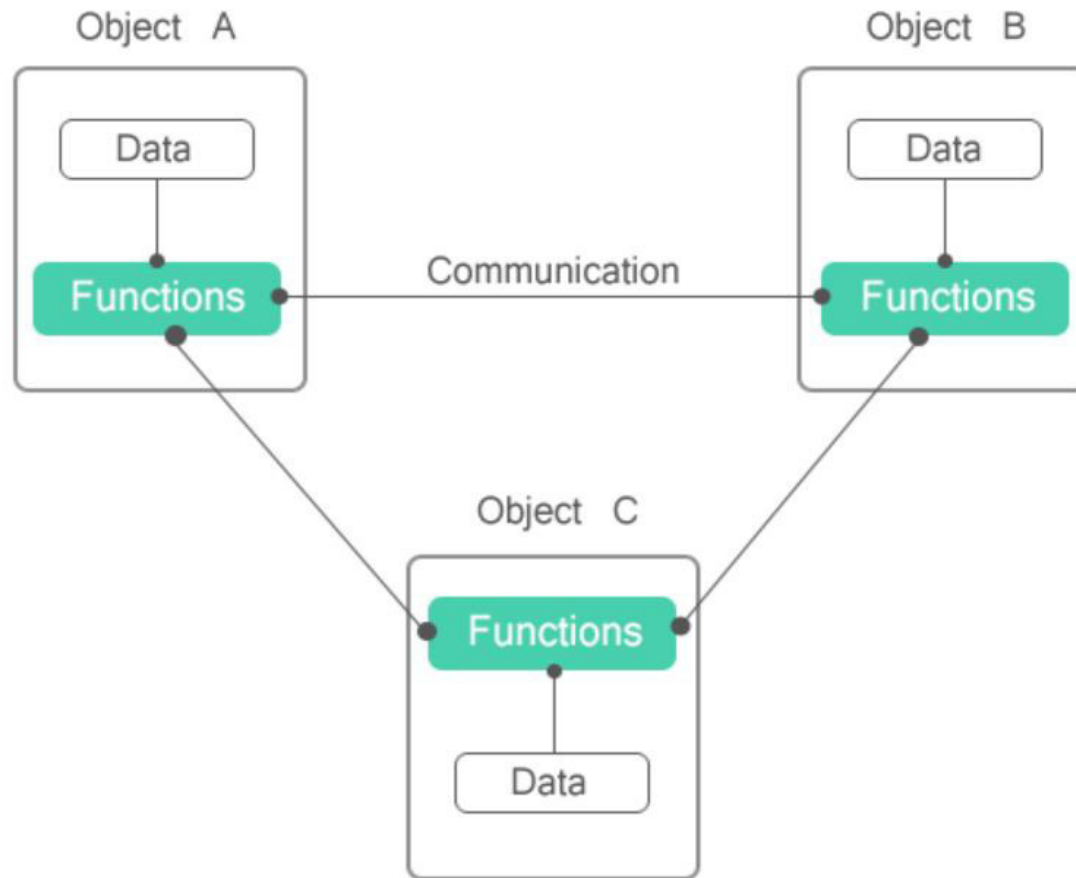 Object A
Object B
Data
Data
Communication
Functions
Functions
Object C
Functions
Data